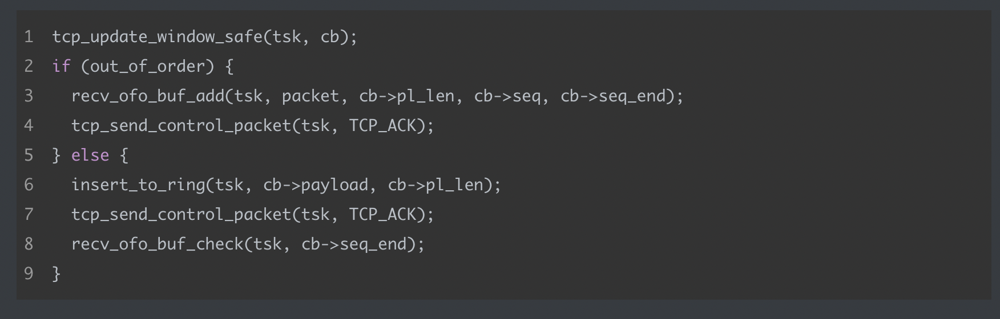 1 tcp_update_window_safe(tsk, cb);
2 if (out_of_order) {
3   recv_ofo_buf_add(tsk, packet, cb->pl_len, cb->seq, cb->seq_end);
4   tcp_send_control_packet(tsk, TCP_ACK);
5 } else {
6   insert_to_ring(tsk, cb->payload, cb->pl_len);
7   tcp_send_control_packet(tsk, TCP_ACK);
8   recv_ofo_buf_check(tsk, cb->seq_end);
9 }